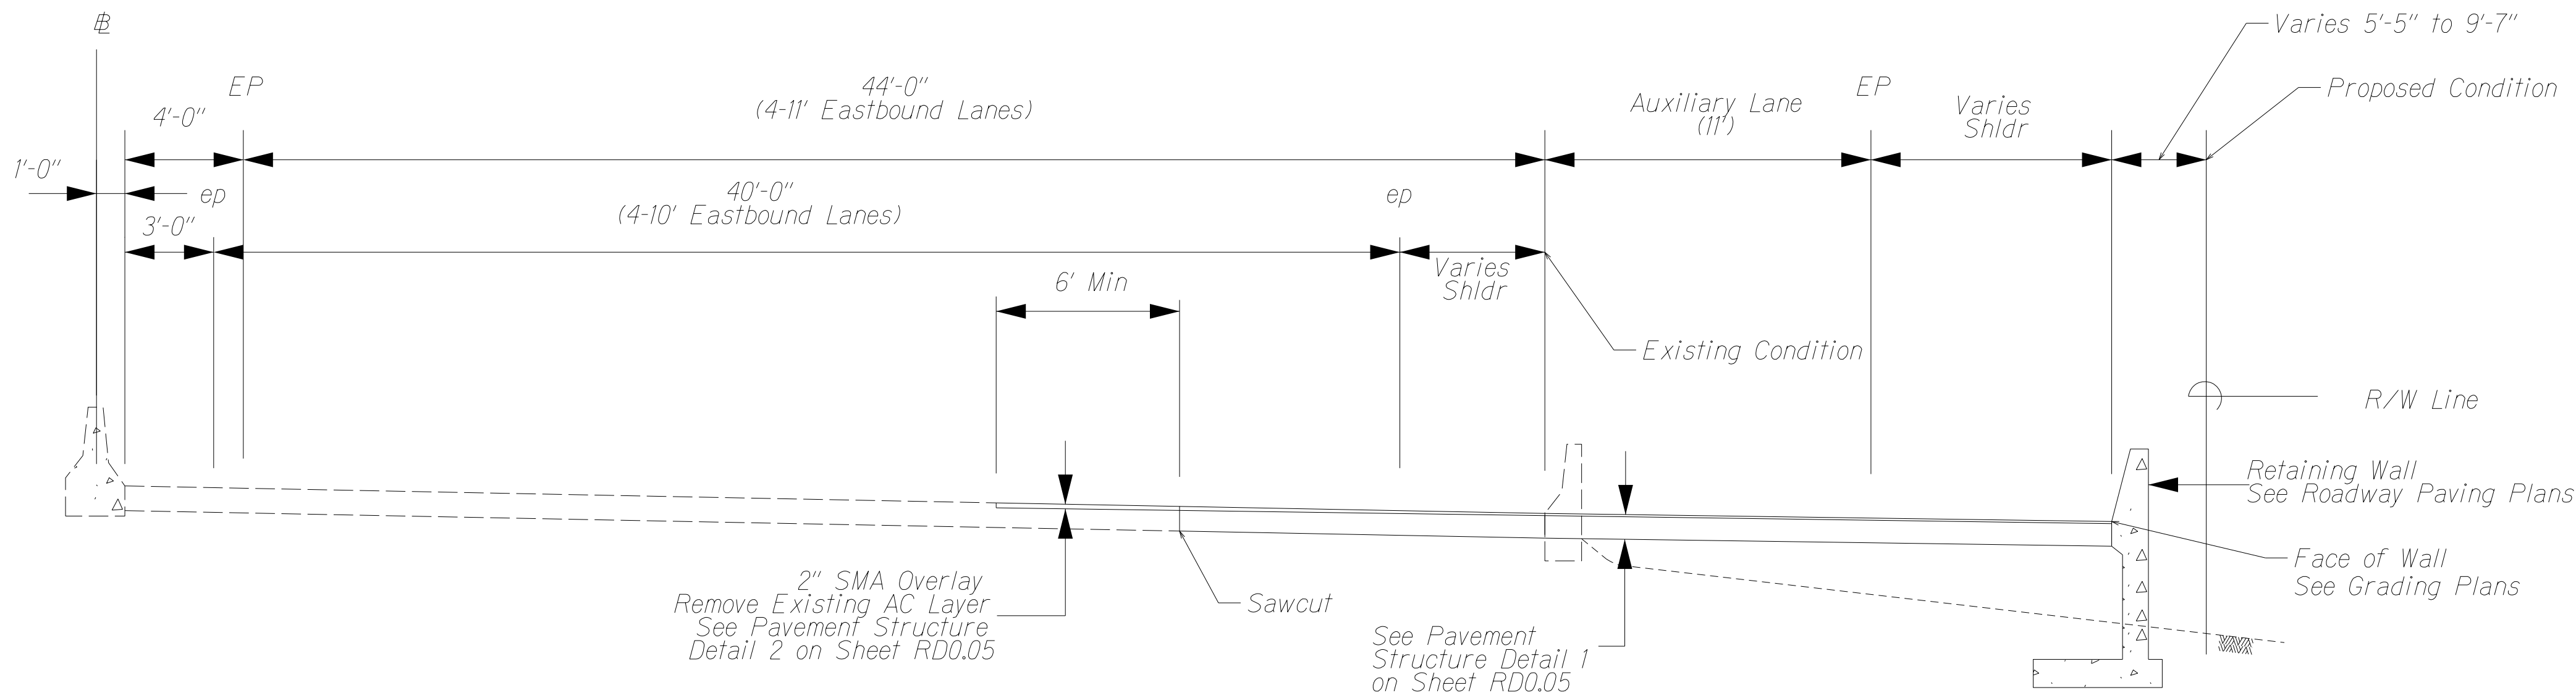 Varies 5'-5" to 9'-7"
EP
44'-0"
(4-11' Eastbound Lanes)
Auxiliary Lane
(11')
EP
Varies
Shldr
Proposed Condition
4'-0"
1'-0"
ep
3'-0"
40'-0"
(4-10' Eastbound Lanes)
ep
Varies
Shldr
6' Min
Existing Condition
R/W Line
Retaining Wall
See Roadway Paving Plans
Face of Wall
See Grading Plans
2" SMA Overlay
Remove Existing AC Layer
See Pavement Structure
Detail 2 on Sheet RD0.05
Sawcut
See Pavement
Structure Detail 1
on Sheet RD0.05